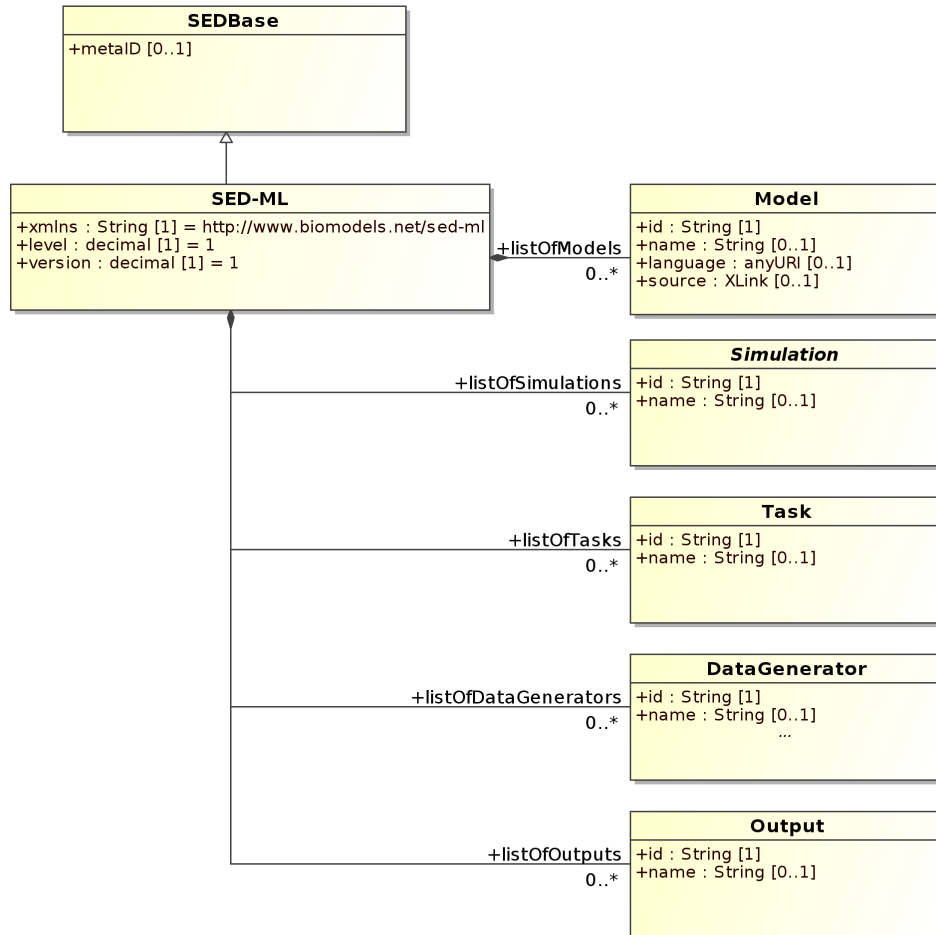 SEDBase
+metaID [0..1]
SED-ML
+xmlns : String [1] = http://www.biomodels.net/sed-ml
+level : decimal [1] = 1
+version : decimal [1] = 1
+listOfModels
0..*
Model
+id : String [1]
+name : String [0..1]
+language : anyURI [0..1]
+source : XLink [0..1]
+listOfSimulations
0..*
Simulation
+id : String [1]
+name : String [0..1]
+listOfTasks
0..*
Task
+id : String [1]
+name : String [0..1]
+listOfDataGenerators
0..*
DataGenerator
+id : String [1]
+name : String [0..1]
...
+listOfOutputs
0..*
Output
+id : String [1]
+name : String [0..1]